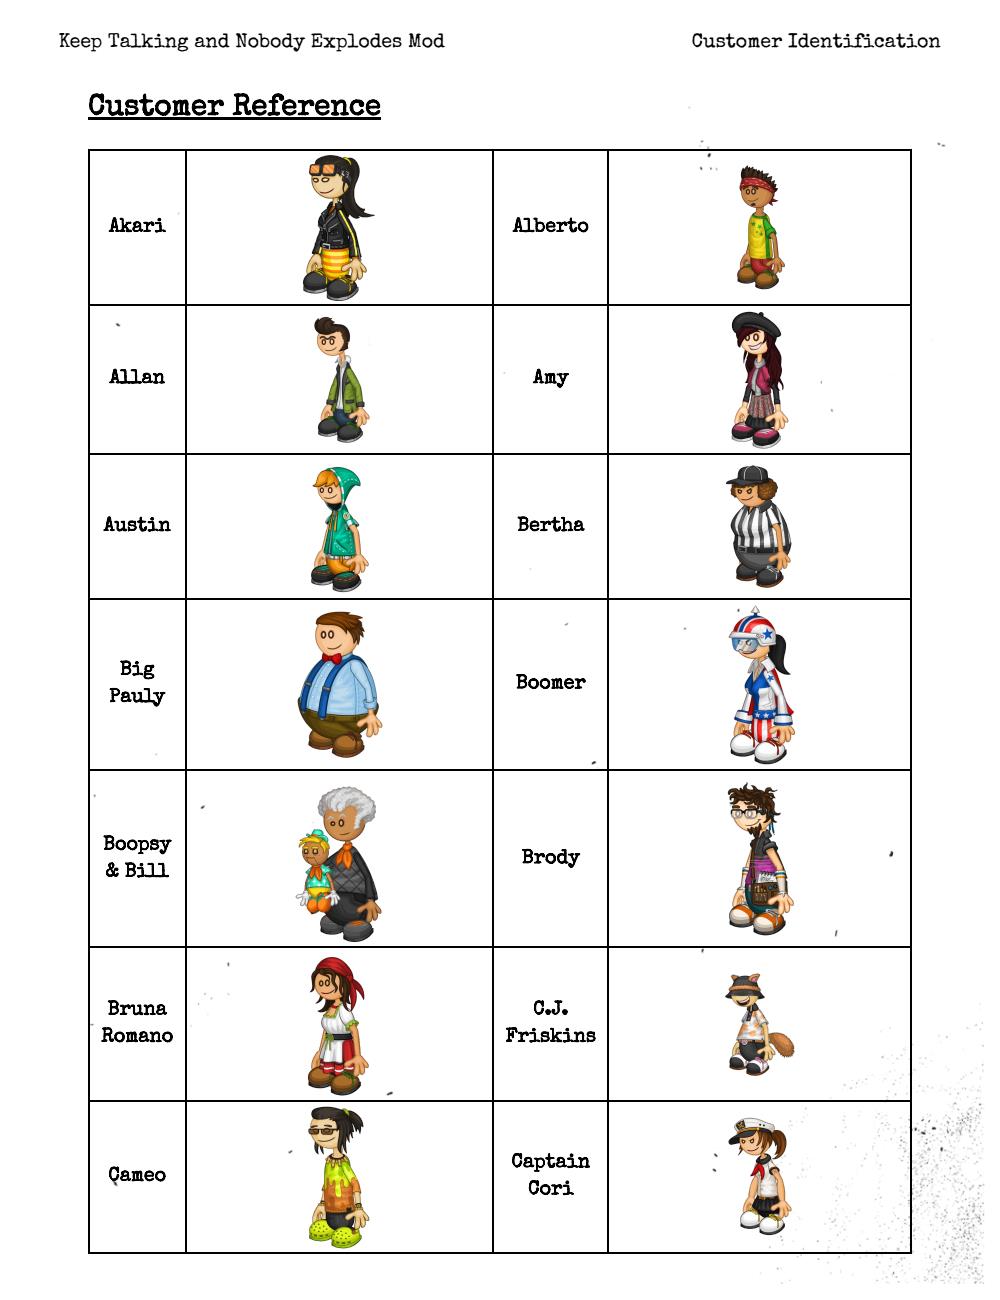 Keep Talking and Nobody Explodes Mod
Customer Identification
Customer Reference
Akari
Alberto
Allan
Amy
Austin
Bertha
Big
Pauly
Boomer
Boopsy
& Bill
Brody
Bruna
Romano
C.J.
Friskins
Cameo
Captain
Cori